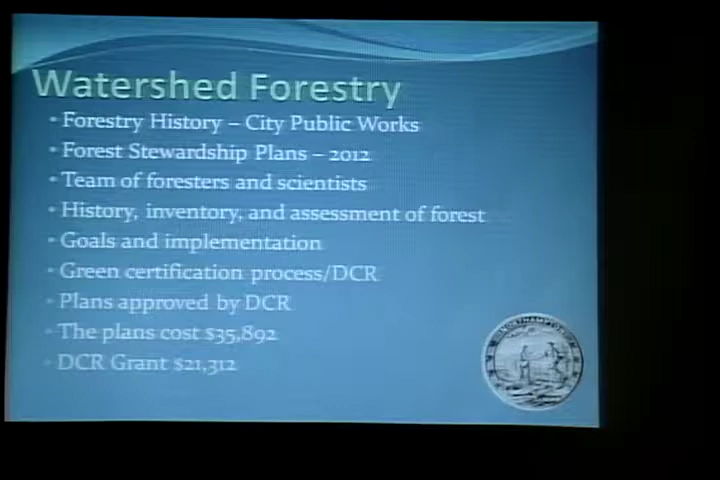 Watershed Forestry
• Forestry History – City Public Works
• Forest Stewardship Plans – 2012
• Team of foresters and scientists
• History, inventory, and assessment of forest
• Goals and implementation
• Green certification process/DCR
• Plans approved by DCR
• The plans cost $35,892
• DCR Grant $21,312